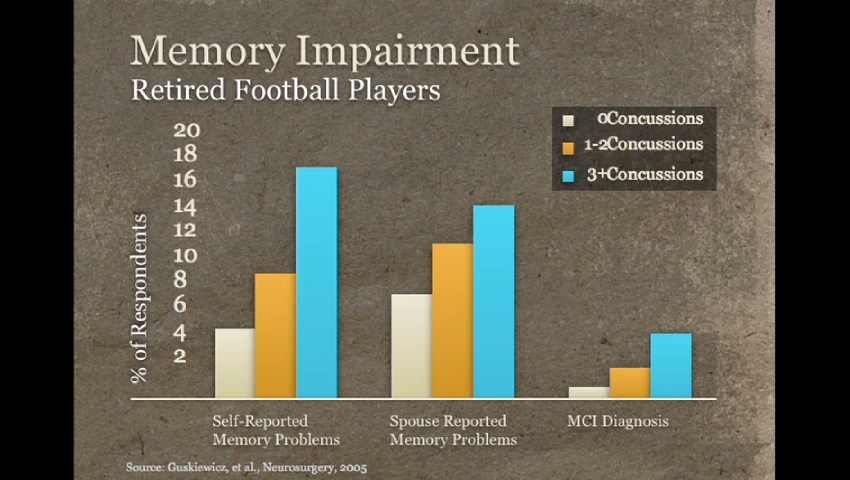 Memory Impairment
Retired Football Players
0Concussions
1-2Concussions
3+Concussions
% of Respondents
20
18
16
14
12
10
8
6
4
2
Self-Reported
Memory Problems
Spouse Reported
Memory Problems
MCI Diagnosis
Source: Guskiewicz, et al., Neurosurgery, 2005